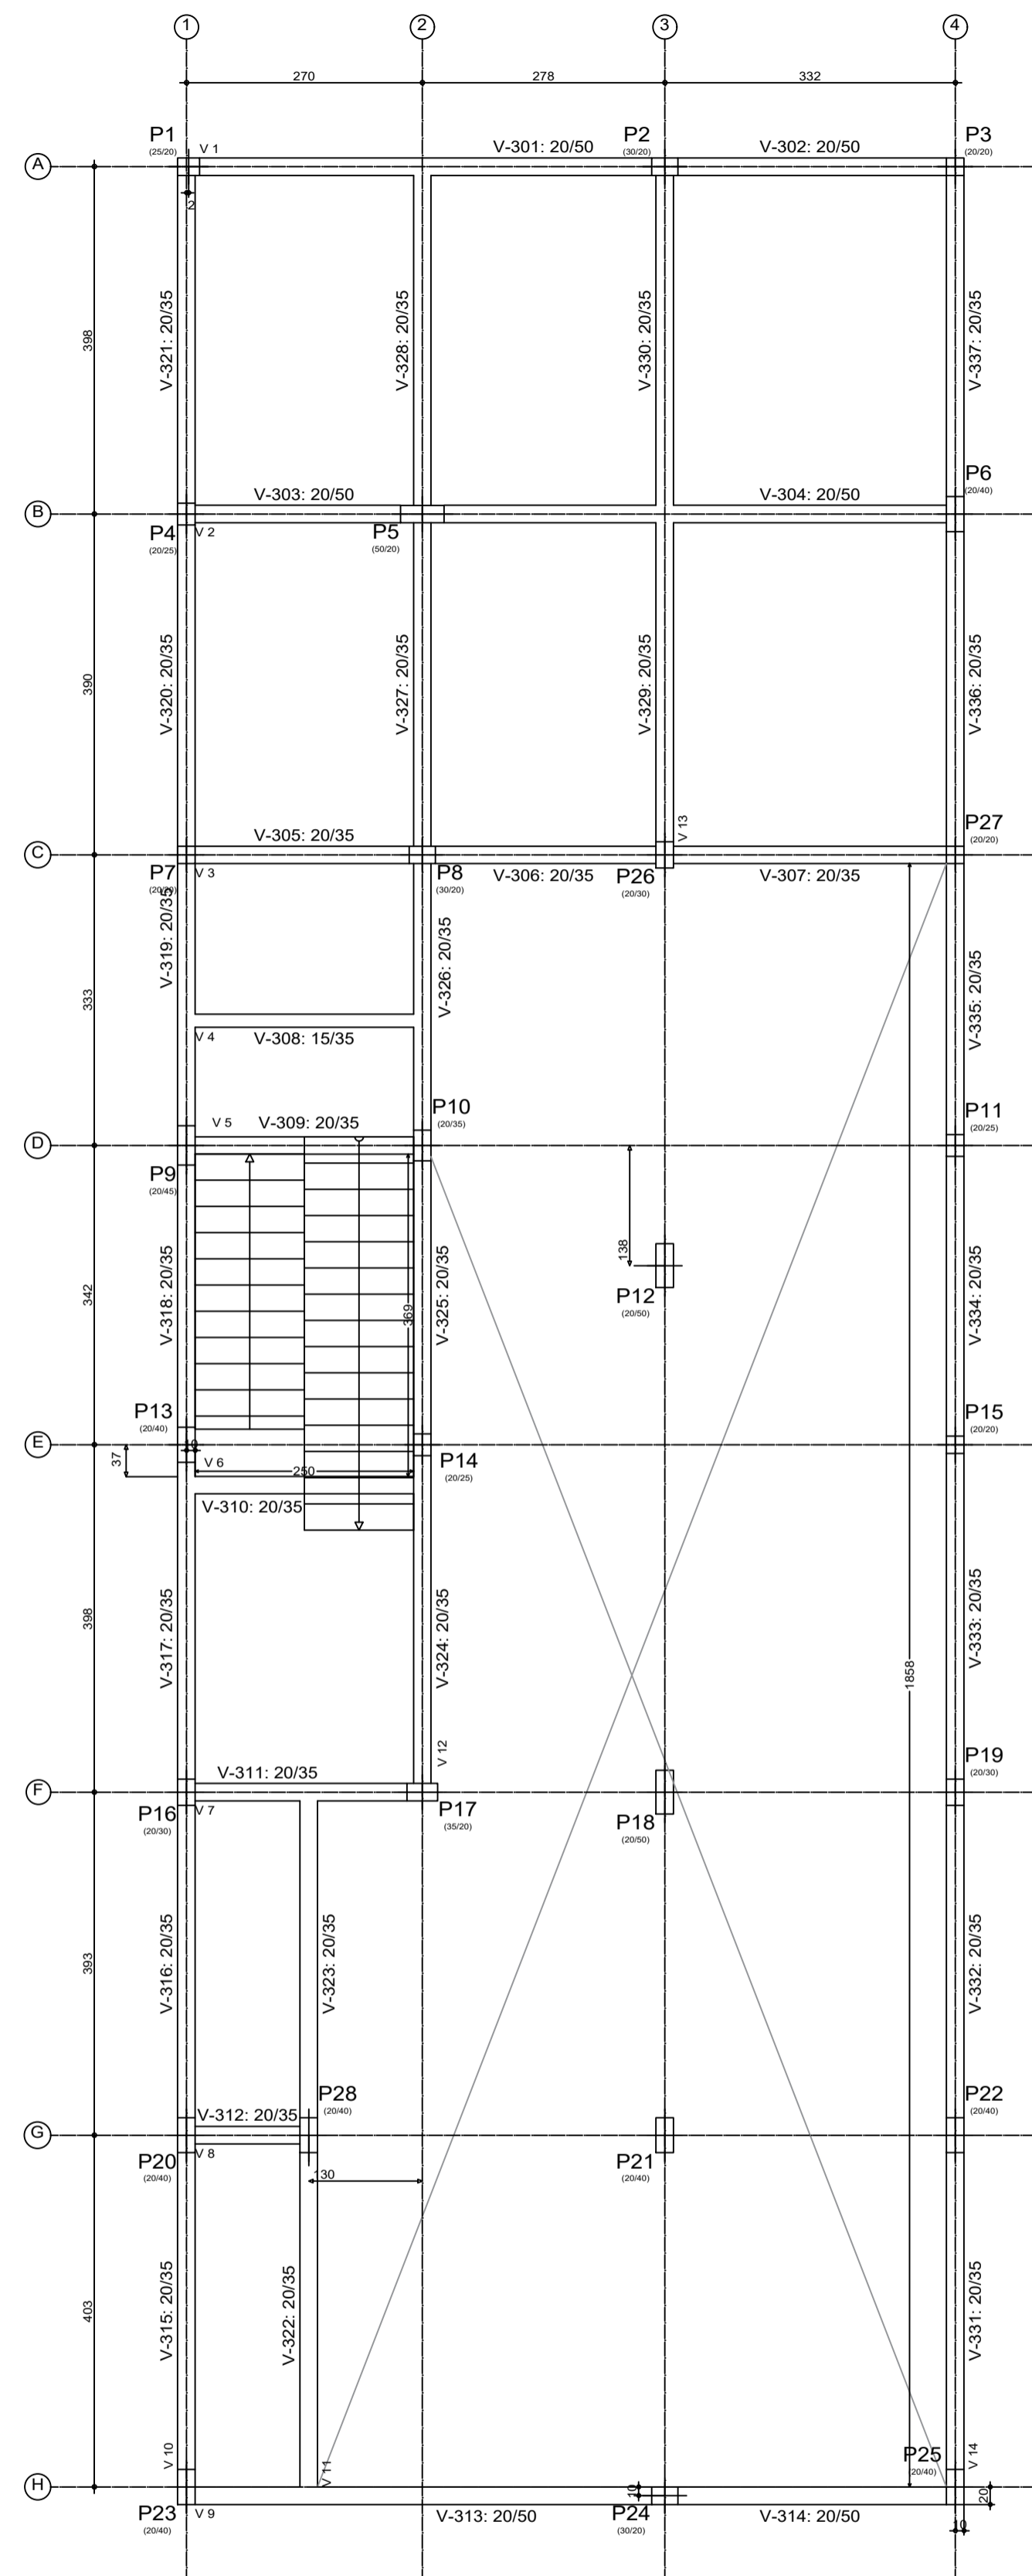 1 2 3 4
270 278 332
P1 P2 P3
(25/20) V 1 V-301: 20/50 (30/20) V-302: 20/50 (20/20)
A
2
V-321: 20/35 V-328: 20/35 V-330: 20/35 V-337: 20/35
398
P6
V-303: 20/50 V-304: 20/50 (20/40)
B
P4 V 2 P5
(20/25) (50/20)
V-320: 20/35 V-327: 20/35 V-329: 20/35 V-336: 20/35
390
V 13
P27
V-305: 20/35 (20/20)
C
P7 V 3 P8 V-306: 20/35 P26 V-307: 20/35
(30/20) (20/30)
V-319: 20/35 V-326: 20/35 V-335: 20/35
333
V 4 V-308: 15/35
P10 P11
V 5 V-309: 20/35 (20/35) (20/25)
D
P9
(20/45)
138
V-318: 20/35 369 V-325: 20/35 V-334: 20/35
342
P12
(20/50)
P13 P15
(20/40) (20/20)
E
10
37 V 6 250 P14
(20/25)
V-310: 20/35
V-317: 20/35 V-324: 20/35 V-333: 20/35
398
1858
V 12
P19
V-311: 20/35 (20/30)
F
P16 V 7 P17 P18
(20/30) (35/20) (20/50)
V-316: 20/35 V-323: 20/35 V-332: 20/35
393
P28 P22
V-312: 20/35 (20/40) (20/40)
G
P20 V 8 P21
(20/40) 130 (20/40)
V-315: 20/35 V-322: 20/35 V-331: 20/35
403
V 10 V 11 P25 V 14
(20/40)
H
10 20
P23 V 9 V-313: 20/50 P24 V-314: 20/50
(20/40) (30/20) 10